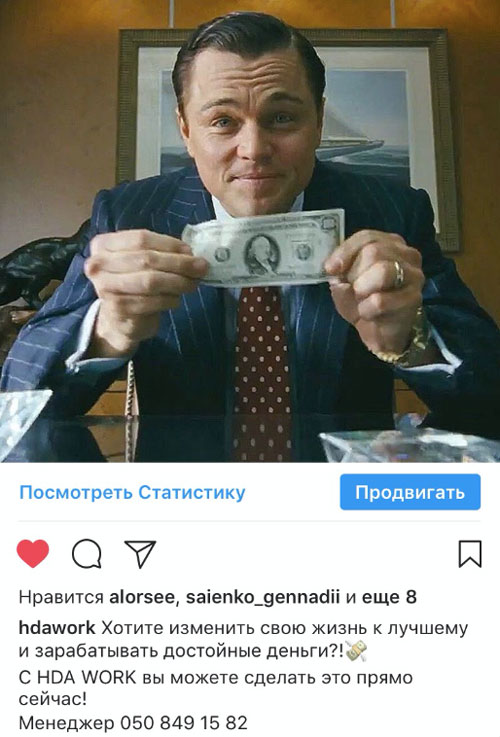 Посмотреть Статистику
Продвигать
Нравится alorsee, saienko_gennadii и еще 8
hdawork Хотите изменить свою жизнь к лучшему
и зарабатывать достойные деньги?!💸
С HDA WORK вы можете сделать это прямо
сейчас!
Менеджер 050 849 15 82